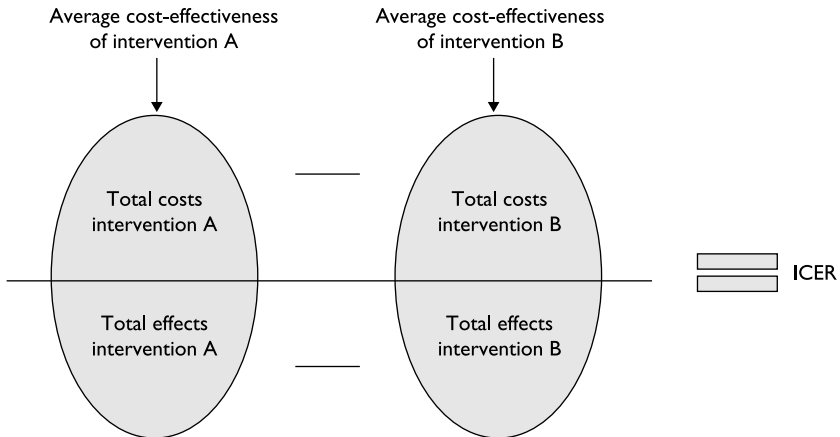 Average cost-effectiveness
of intervention A
Average cost-effectiveness
of intervention B
Total costs
intervention A
Total costs
intervention B
ICER
Total effects
intervention A
Total effects
intervention B